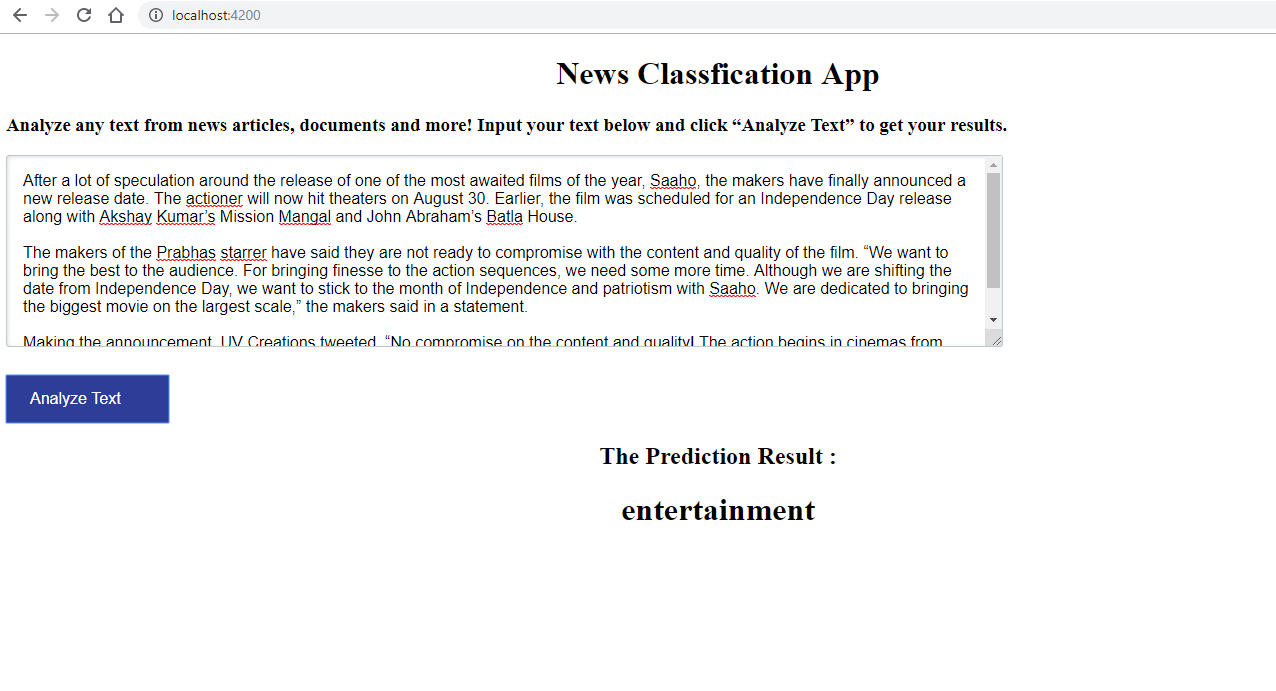 localhost:4200
News Classfication App
Analyze any text from news articles, documents and more! Input your text below and click “Analyze Text” to get your results.
After a lot of speculation around the release of one of the most awaited films of the year, Saaho, the makers have finally announced a
new release date. The actioner will now hit theaters on August 30. Earlier, the film was scheduled for an Independence Day release
along with Akshay Kumar’s Mission Mangal and John Abraham’s Batla House.
The makers of the Prabhas starrer have said they are not ready to compromise with the content and quality of the film. “We want to
bring the best to the audience. For bringing finesse to the action sequences, we need some more time. Although we are shifting the
date from Independence Day, we want to stick to the month of Independence and patriotism with Saaho. We are dedicated to bringing
the biggest movie on the largest scale,” the makers said in a statement.
Making the announcement, UV Creations tweeted, “No compromise on the content and quality! The action begins in cinemas from
Analyze Text
The Prediction Result :
entertainment